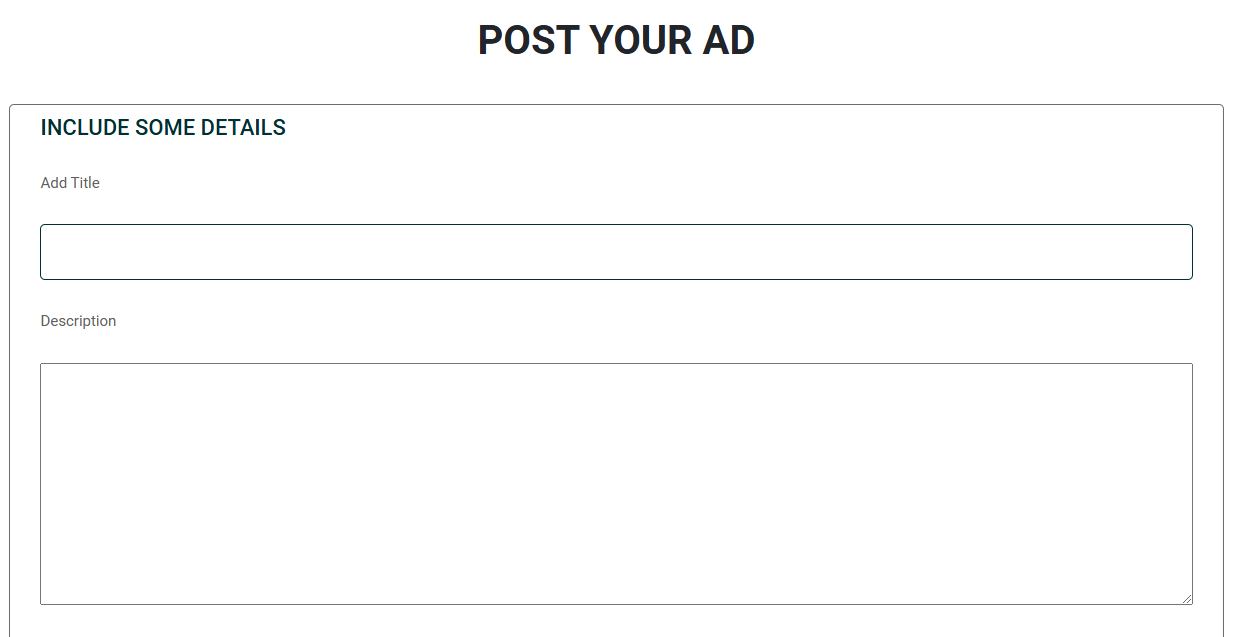 POST YOUR AD
INCLUDE SOME DETAILS
Add Title
Description